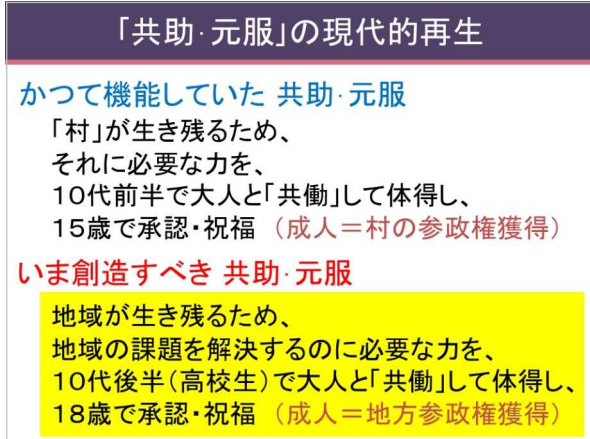 「共助・元服」の現代的再生
かつて機能していた 共助・元服
「村」が生き残るため、
それに必要な力を、
10代前半で大人と「共働」して体得し、
15歳で承認・祝福 （成人＝村の参政権獲得）
いま創造すべき 共助・元服
地域が生き残るため、
地域の課題を解決するのに必要な力を、
10代後半（高校生）で大人と「共働」して体得し、
18歳で承認・祝福 （成人＝地方参政権獲得）